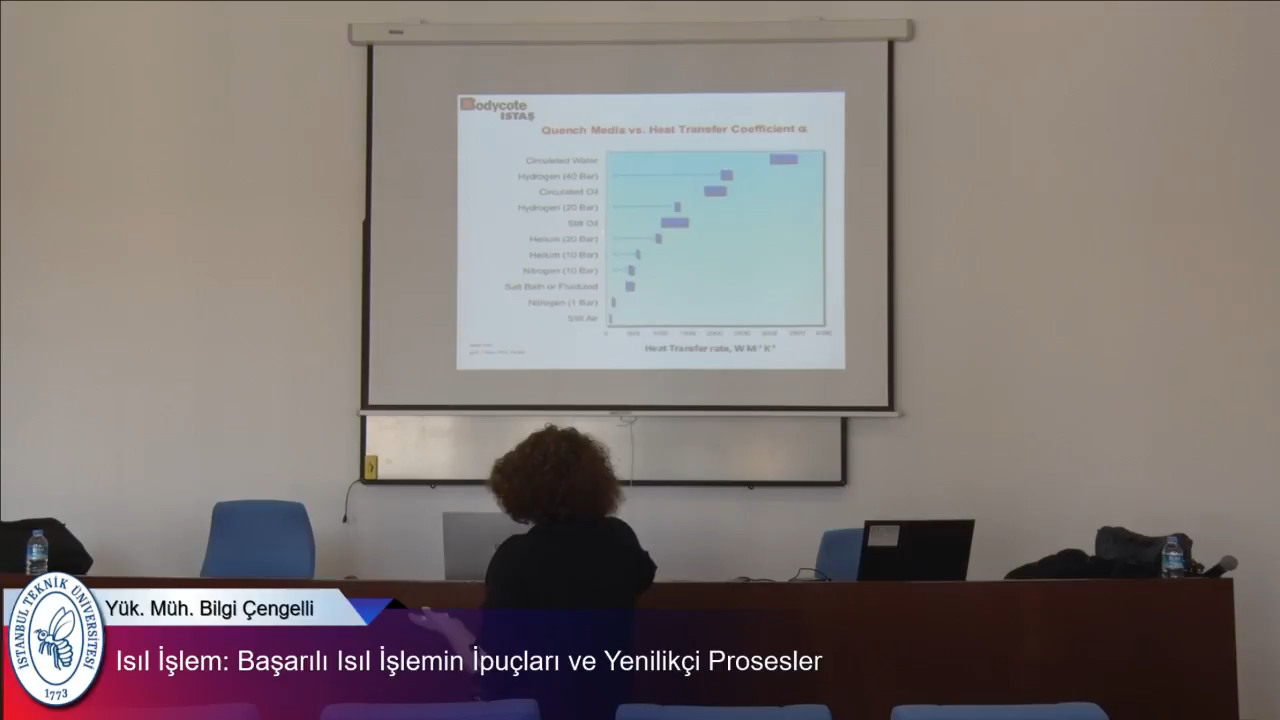 Bodycote
ISTAŞ
Quench Media vs. Heat Transfer Coefficient α
Circulated Water
Hydrogen (40 Bar)
Circulated Oil
Hydrogen (20 Bar)
Still Oil
Helium (20 Bar)
Helium (10 Bar)
Nitrogen (10 Bar)
Salt Bath or Fluidized
Nitrogen (1 Bar)
Still Air
Heat Transfer rate, W M⁻² K⁻¹
Yük. Müh. Bilgi Çengelli
Isıl İşlem: Başarılı Isıl İşlemin İpuçları ve Yenilikçi Prosesler
İSTANBUL TEKNİK ÜNİVERSİTESİ
1773